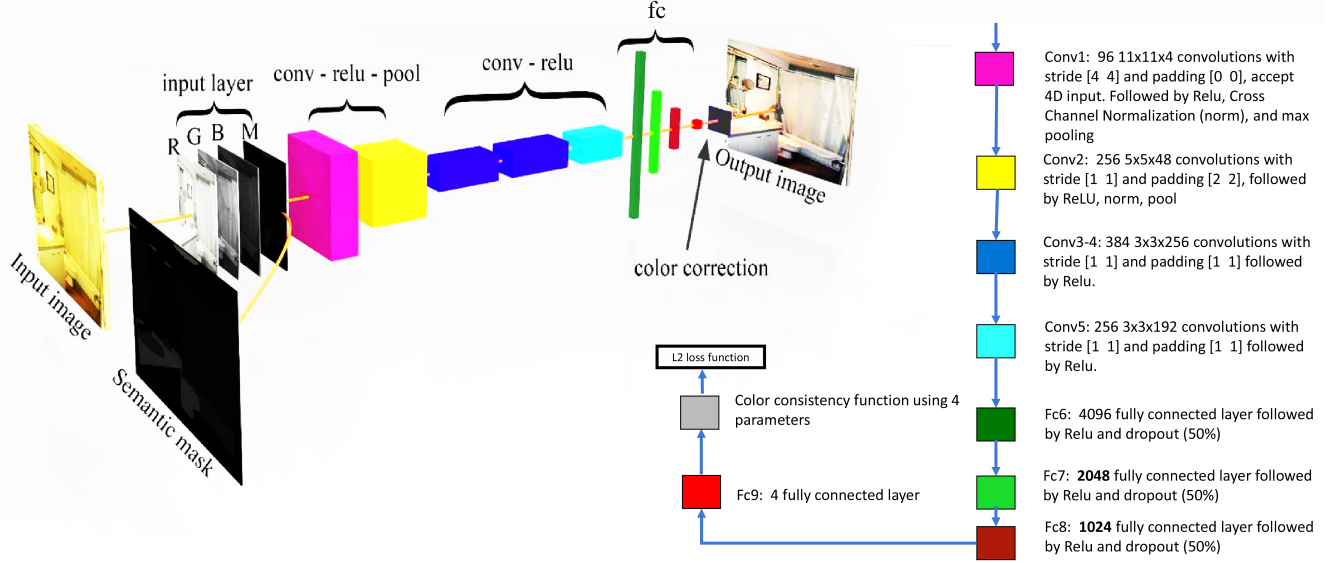 fc
conv - relu
conv - relu - pool
input layer
R G B M
Input image
Semantic mask
Output image
color correction
L2 loss function
Color consistency function using 4
parameters
Fc9: 4 fully connected layer
Conv1: 96 11x11x4 convolutions with
stride [4 4] and padding [0 0], accept
4D input. Followed by Relu, Cross
Channel Normalization (norm), and max
pooling
Conv2: 256 5x5x48 convolutions with
stride [1 1] and padding [2 2], followed
by ReLU, norm, pool
Conv3-4: 384 3x3x256 convolutions with
stride [1 1] and padding [1 1] followed
by Relu.
Conv5: 256 3x3x192 convolutions with
stride [1 1] and padding [1 1] followed
by Relu.
Fc6: 4096 fully connected layer followed
by Relu and dropout (50%)
Fc7: 2048 fully connected layer followed
by Relu and dropout (50%)
Fc8: 1024 fully connected layer followed
by Relu and dropout (50%)